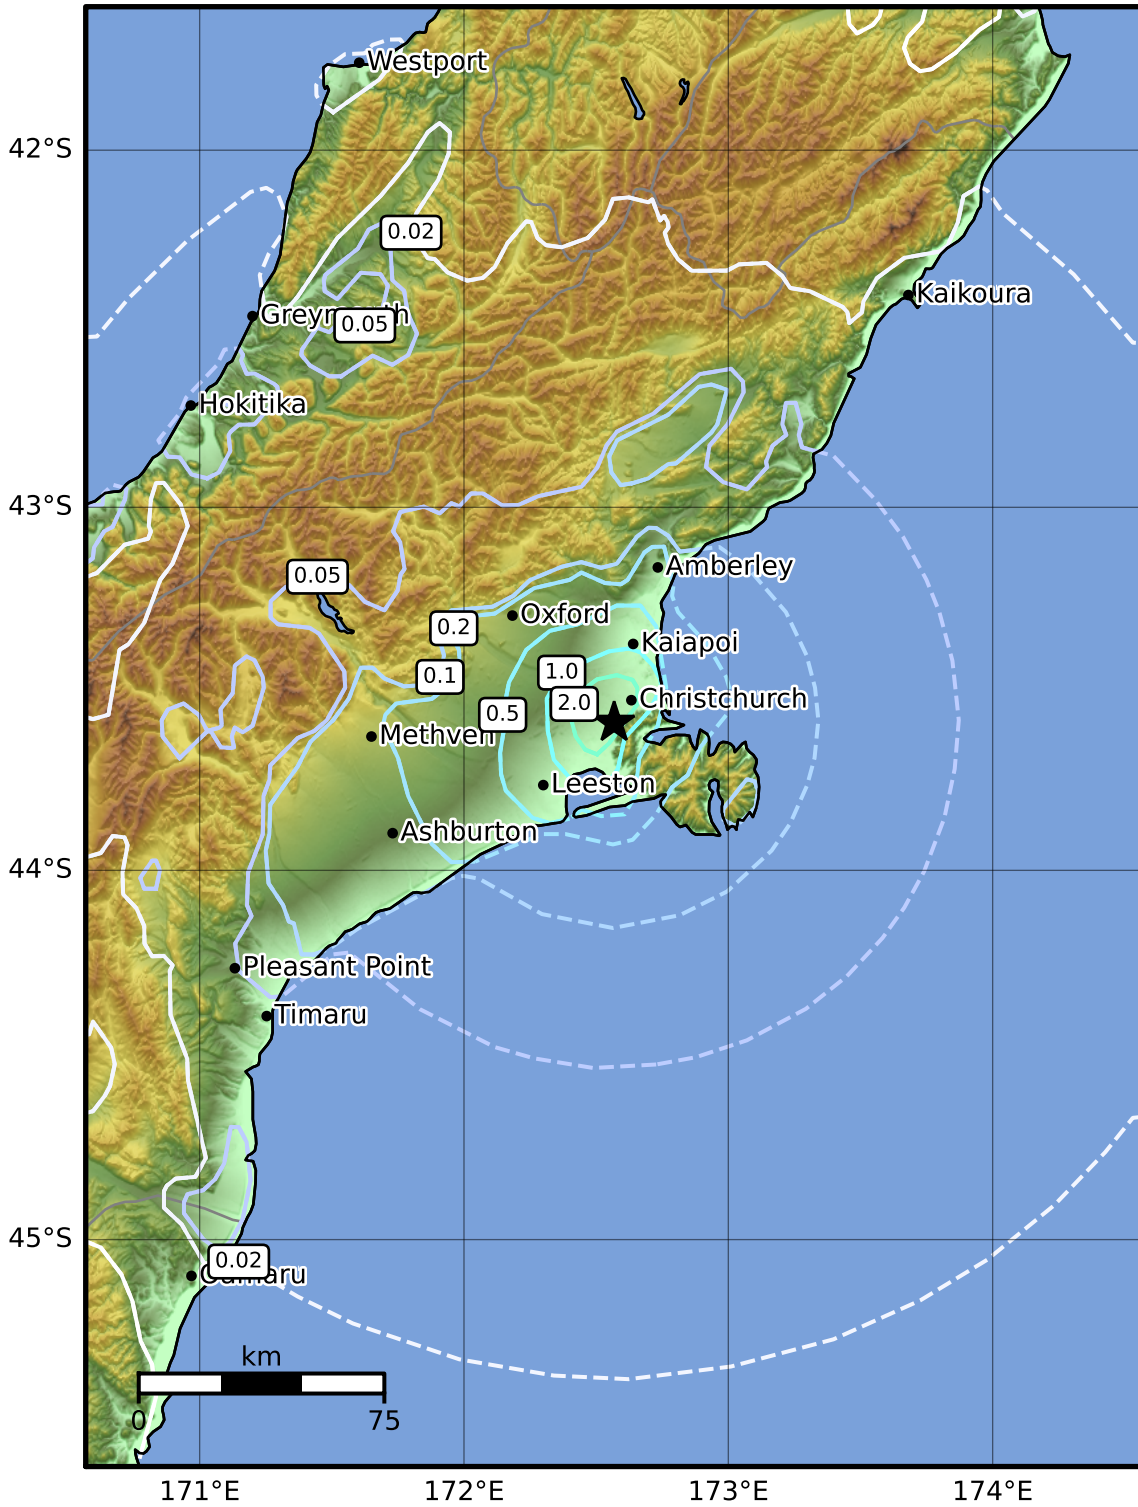 Westport
42°S
0.02
Kaikoura
Greymouth
0.05
Hokitika
43°S
Amberley
0.05
Oxford
0.2
Kaiapoi
1.0
0.1
Christchurch
2.0
0.5
Methven
Leeston
Ashburton
44°S
Pleasant Point
Timaru
45°S
0.02
Oamaru
km
0 75
171°E 172°E 173°E 174°E